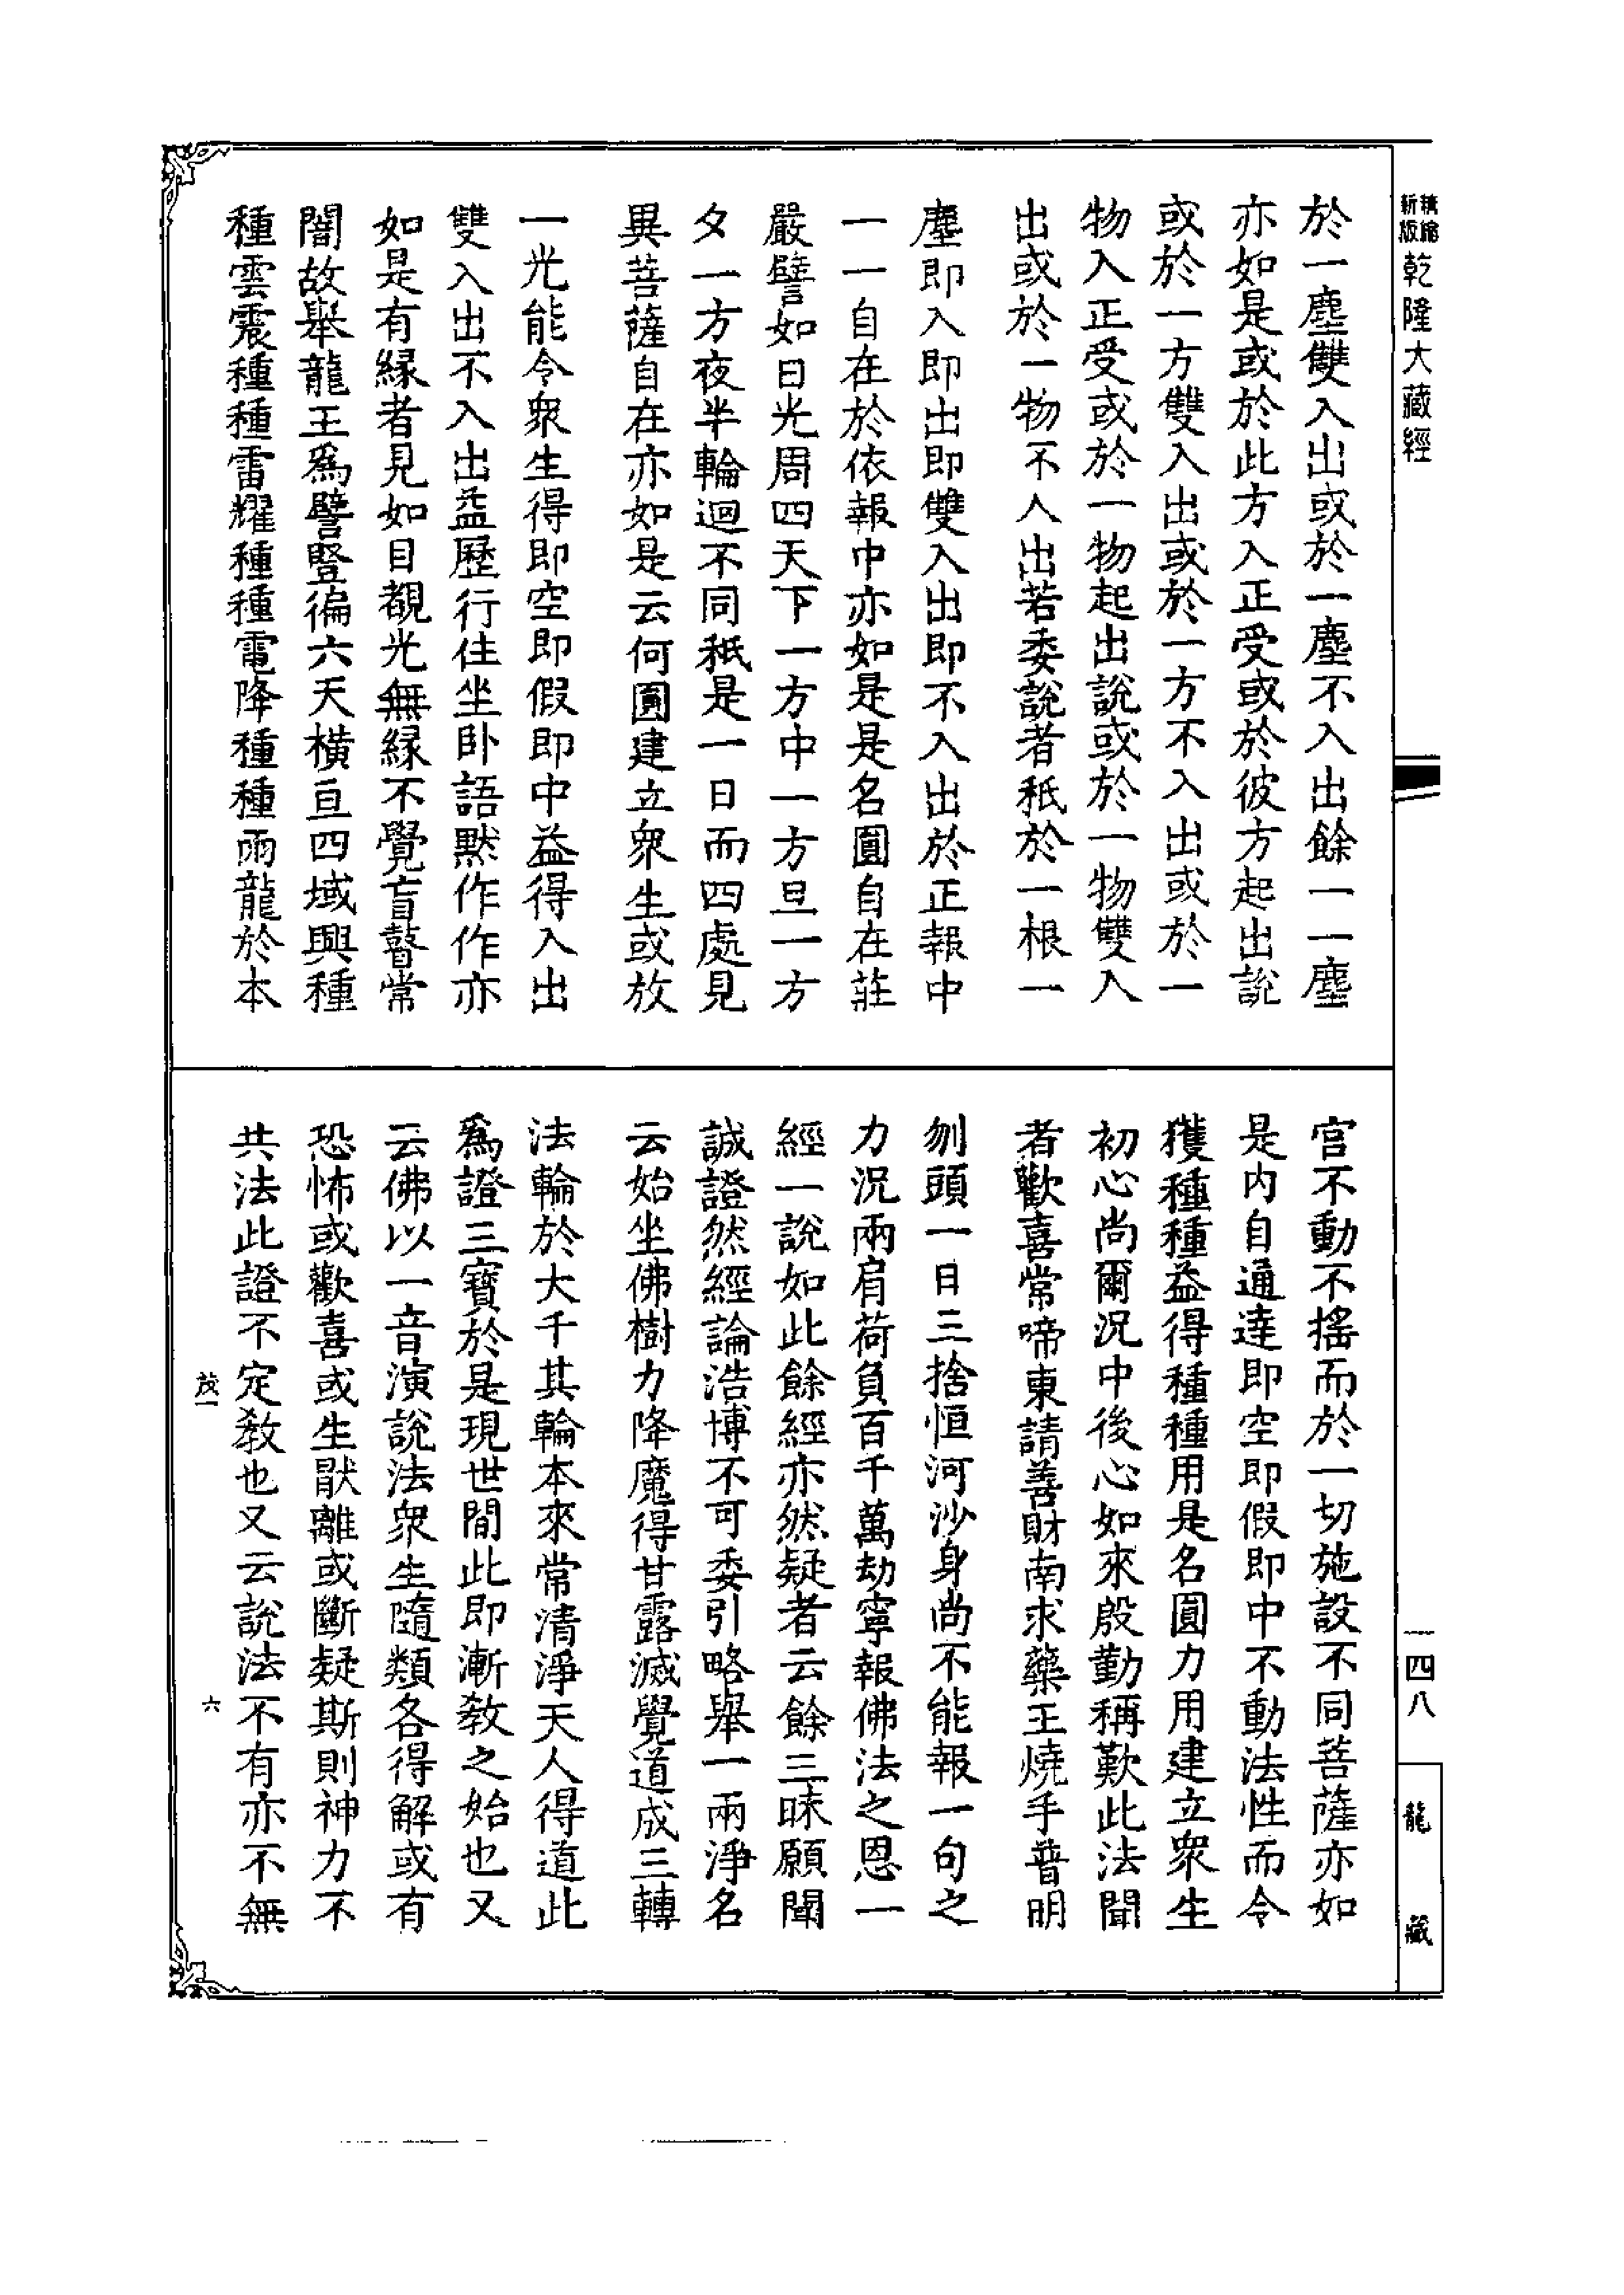 精縮新版乾隆大藏經
於一塵雙入出或於一塵不入出餘一一塵
亦如是或於此方入正受或於彼方起出說
或於一方雙入出或於一方不入出或於一
物入正受或於一物起出說或於一物雙入
出或於一物不入出若委說者秖於一根一
塵即入即出即雙入出即不入出於正報中
一一自在於依報中亦如是是名圓自在莊
嚴譬如日光周四天下一方中一方旦一方
夕一方夜半輪迴不同秖是一日而四處見
異菩薩自在亦如是云何圓建立衆生或放
一光能令衆生得即空即假即中益得入出
雙入出不入出益歷行住坐卧語默作作亦
如是有緣者見如目覩光無緣不覺盲瞽常
闇故舉龍王爲譬豎徧六天橫亘四域興種
種雲震種種雷耀種種電降種種雨龍於本
宮不動不搖而於一切施設不同菩薩亦如
是內自通達即空即假即中不動法性而令
獲種種益得種種用是名圓力用建立衆生
初心尚爾況中後心如來殷勤稱歎此法聞
者歡喜常啼東請善財南求藥王燒手普明
刎頭一日三捨恒河沙身尚不能報一句之
力況兩肩荷負百千萬劫寧報佛法之恩一
經一說如此餘經亦然疑者云餘三昧願聞
誠證然經論浩博不可委引略舉一兩淨名
云始坐佛樹力降魔得甘露滅覺道成三轉
法輪於大千其輪本來常清淨天人得道此
爲證三寶於是現世間此即漸教之始也又
云佛以一音演說法衆生隨類各得解或有
恐怖或歡喜或生猒離或斷疑斯則神力不
共法此證不定教也又云說法不有亦不無
茂一
六
一四八
龍藏